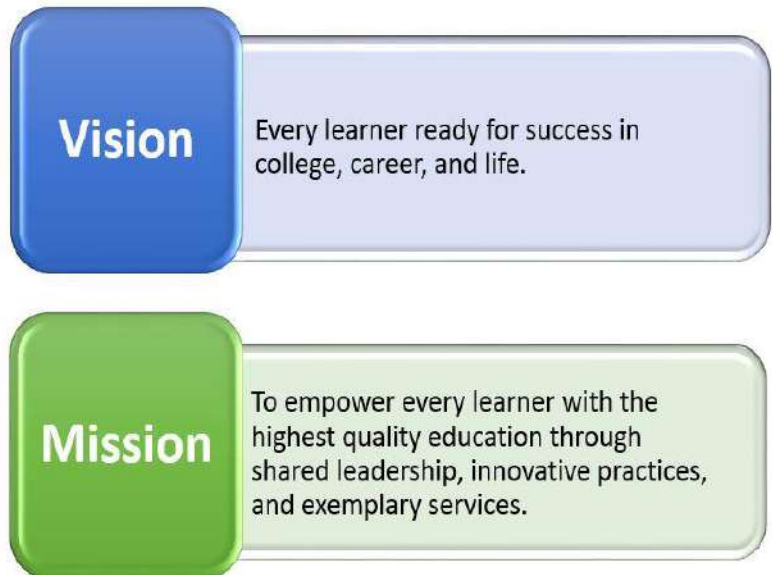 Vision
Every learner ready for success in
college, career, and life.
Mission
To empower every learner with the
highest quality education through
shared leadership, innovative practices,
and exemplary services.